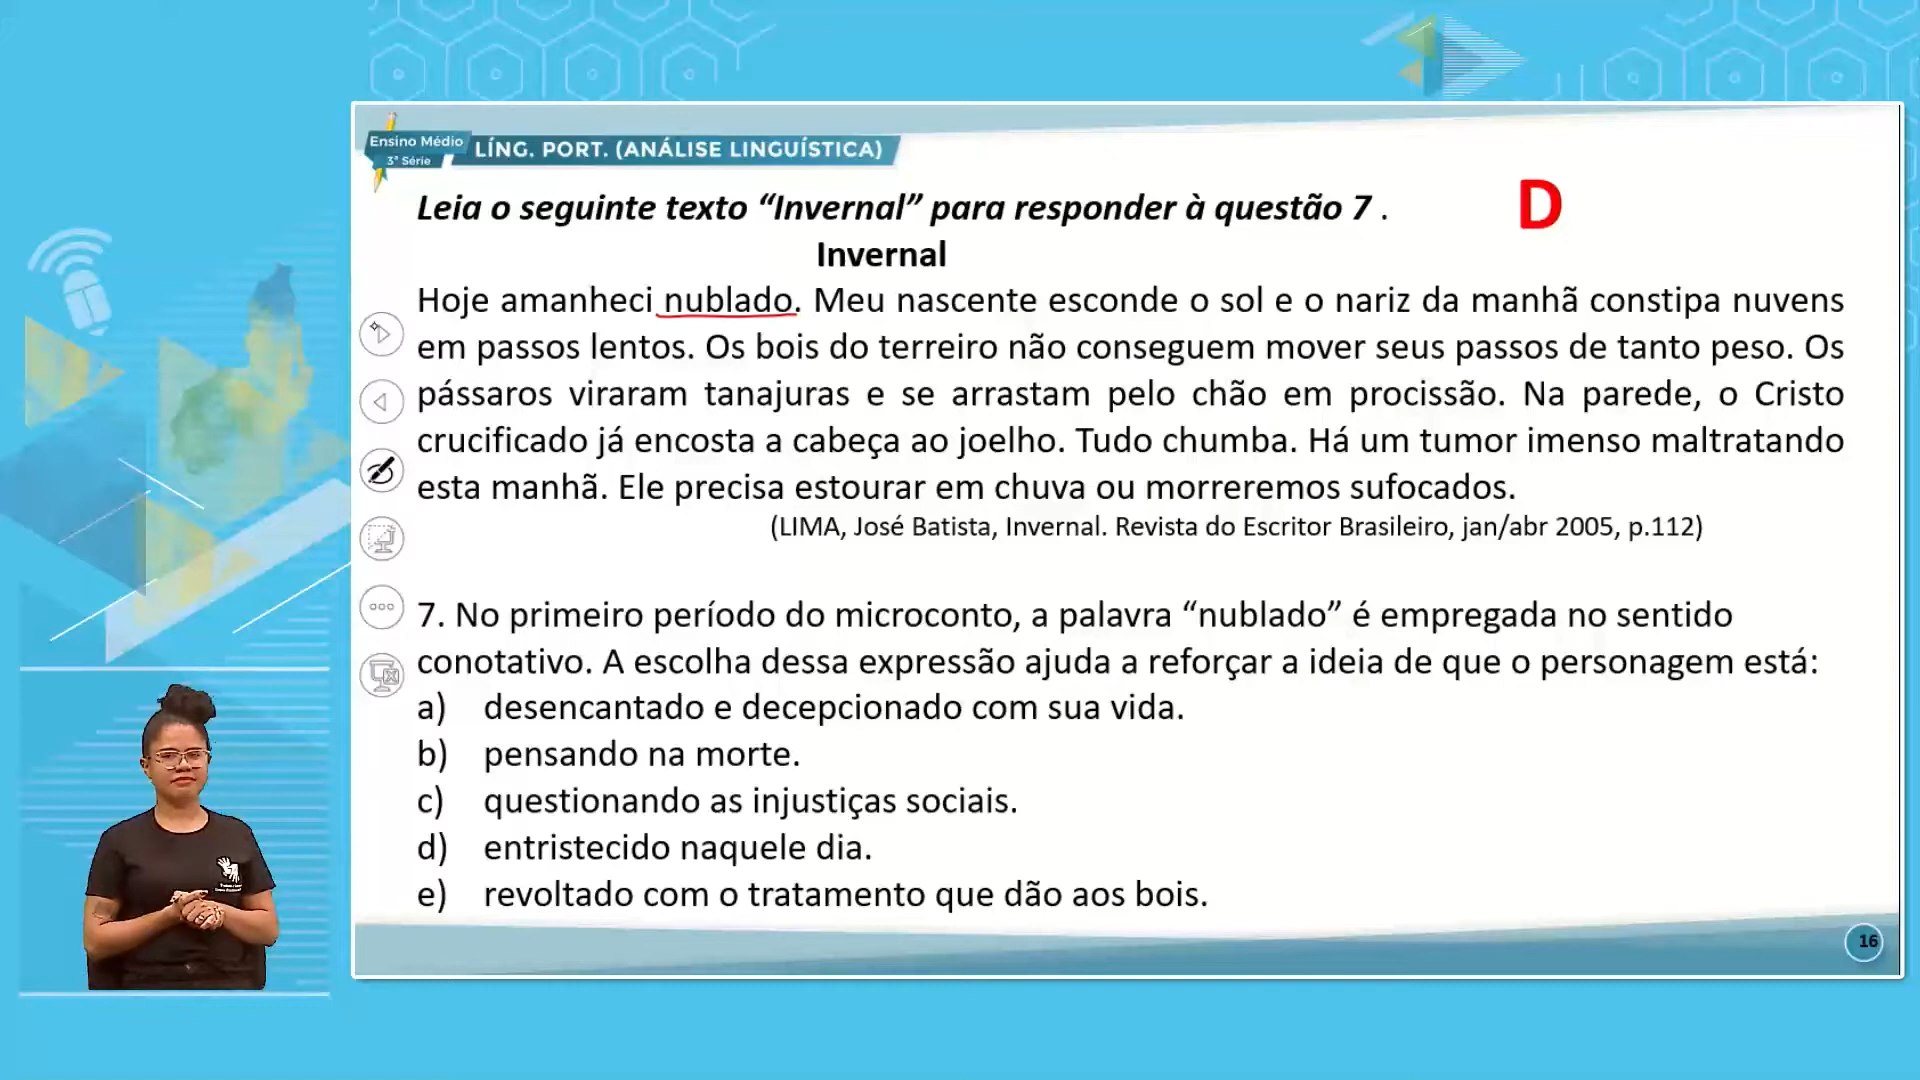 Ensino Médio
3ª Série
LÍNG. PORT. (ANÁLISE LINGUÍSTICA)
Leia o seguinte texto “Invernal” para responder à questão 7 .
D
Invernal
Hoje amanheci nublado. Meu nascente esconde o sol e o nariz da manhã constipa nuvens
em passos lentos. Os bois do terreiro não conseguem mover seus passos de tanto peso. Os
pássaros viraram tanajuras e se arrastam pelo chão em procissão. Na parede, o Cristo
crucificado já encosta a cabeça ao joelho. Tudo chumba. Há um tumor imenso maltratando
esta manhã. Ele precisa estourar em chuva ou morreremos sufocados.
(LIMA, José Batista, Invernal. Revista do Escritor Brasileiro, jan/abr 2005, p.112)
7. No primeiro período do microconto, a palavra “nublado” é empregada no sentido
conotativo. A escolha dessa expressão ajuda a reforçar a ideia de que o personagem está:
a) desencantado e decepcionado com sua vida.
b) pensando na morte.
c) questionando as injustiças sociais.
d) entristecido naquele dia.
e) revoltado com o tratamento que dão aos bois.
16